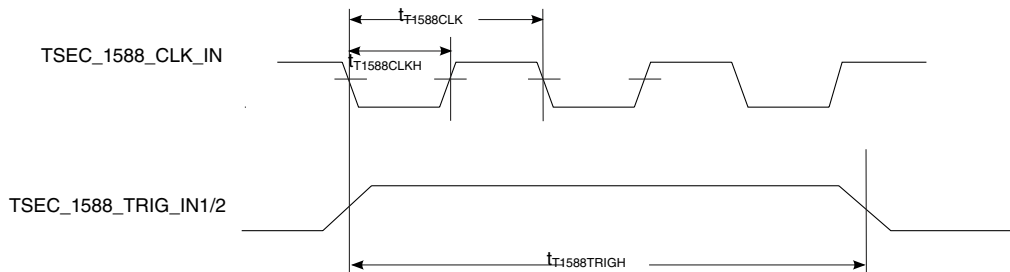 tT1588CLK
TSEC_1588_CLK_IN
tT1588CLKH
TSEC_1588_TRIG_IN1/2
tT1588TRIGH